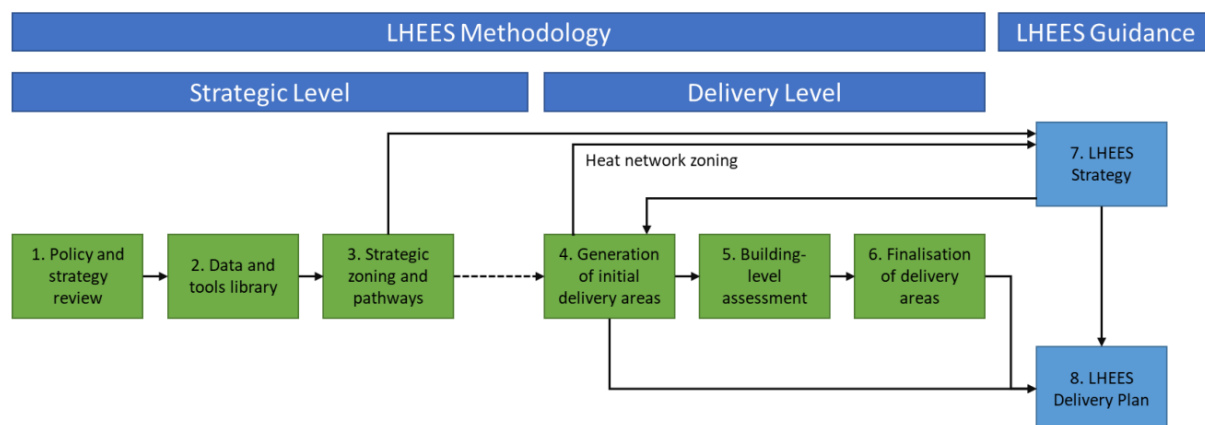 LHEES Methodology
LHEES Guidance
Strategic Level
Delivery Level
Heat network zoning
7. LHEES
Strategy
1. Policy and
strategy
review
2. Data and
tools library
3. Strategic
zoning and
pathways
4. Generation
of initial
delivery areas
5. Building-
level
assessment
6. Finalisation
of delivery
areas
8. LHEES
Delivery Plan